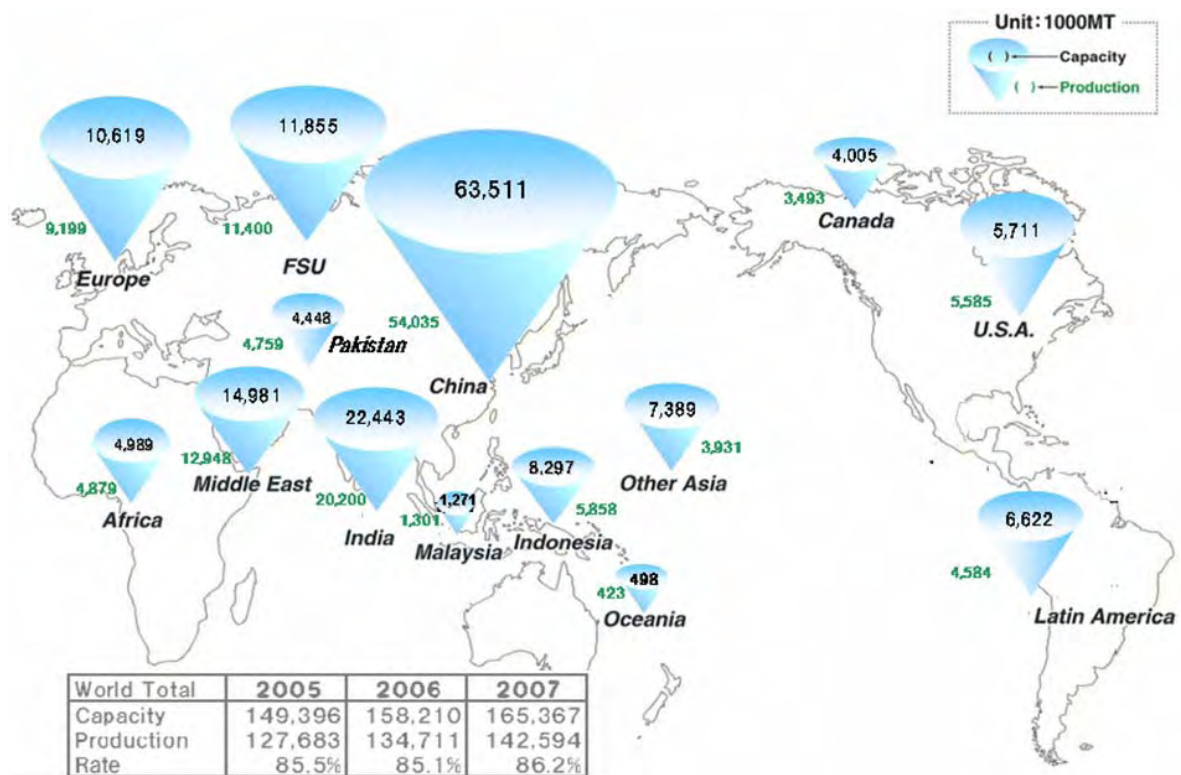 Unit: 1000MT
( ) Capacity
( ) Production
10,619
9,199
Europe
11,855
11,400
FSU
63,511
54,035
China
4,005
3,493
Canada
5,711
5,585
U.S.A.
4,448
4,759
Pakistan
14,981
12,948
Middle East
22,443
20,200
India
7,389
3,931
Other Asia
4,989
4,879
Africa
1,271
1,301
Malaysia
8,297
5,858
Indonesia
498
423
Oceania
6,622
4,584
Latin America
World Total 2005 2006 2007
Capacity 149,396 158,210 165,367
Production 127,683 134,711 142,594
Rate 85.5% 85.1% 86.2%